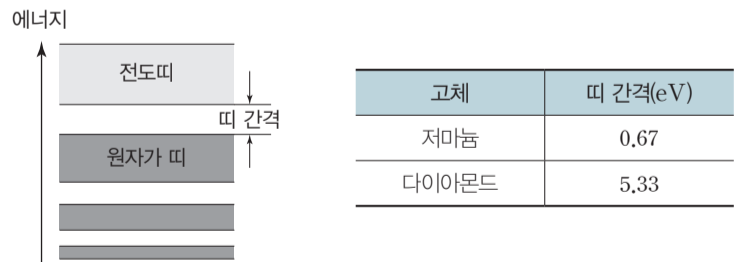 에너지
전도띠
띠 간격
원자가 띠
고체 띠 간격(eV)
저마늄 0.67
다이아몬드 5.33